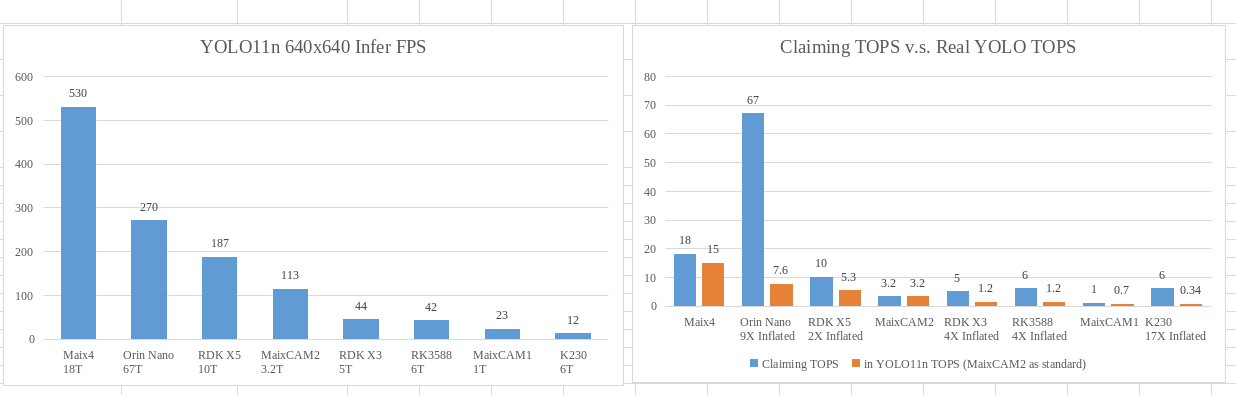 YOLO11n 640x640 Infer FPS
600
500
400
300
200
100
0
530
270
187
113
44
42
23
12
Maix4
18T
Orin Nano
67T
RDK X5
10T
MaixCAM2
3.2T
RDK X3
5T
RK3588
6T
MaixCAM1
1T
K230
6T
Claiming TOPS v.s. Real YOLO TOPS
80
70
60
50
40
30
20
10
0
18
15
67
7.6
10
5.3
3.2
3.2
5
1.2
6
1.2
1
0.7
6
0.34
Maix4
Orin Nano
9X Inflated
RDK X5
2X Inflated
MaixCAM2
RDK X3
4X Inflated
RK3588
4X Inflated
MaixCAM1
K230
17X Inflated
Claiming TOPS
in YOLO11n TOPS (MaixCAM2 as standard)